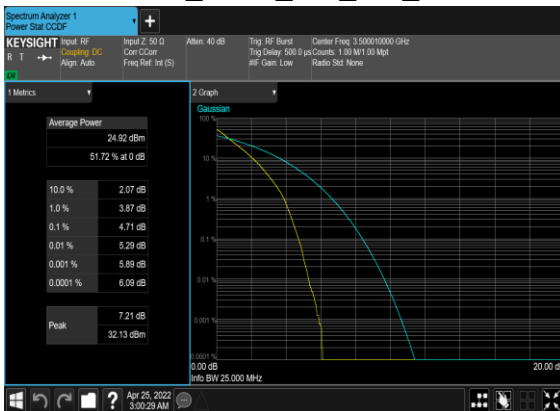 Spectrum Analyzer 1
Power Stat CCDF
KEYSIGHT
R T
LV
Input: RF
Coupling: DC
Align: Auto
Input Z: 50 Ω
Corr CCorr
Freq Ref: Int (S)
Atten: 40 dB
Trig: RF Burst
Trig Delay: 500.0 µs
#IF Gain: Low
Center Freq: 3.500010000 GHz
Counts: 1.00 M/1.00 Mpt
Radio Std: None
1 Metrics
Average Power
24.92 dBm
51.72 % at 0 dB
10.0 % 2.07 dB
1.0 % 3.87 dB
0.1 % 4.71 dB
0.01 % 5.29 dB
0.001 % 5.89 dB
0.0001 % 6.09 dB
Peak 7.21 dB
32.13 dBm
2 Graph
Gaussian
100 %
10 %
1 %
0.1 %
0.01 %
0.001 %
0.0001 %
0.00 dB
20.00 d
Info BW 25.000 MHz
Apr 25, 2022
3:00:29 AM